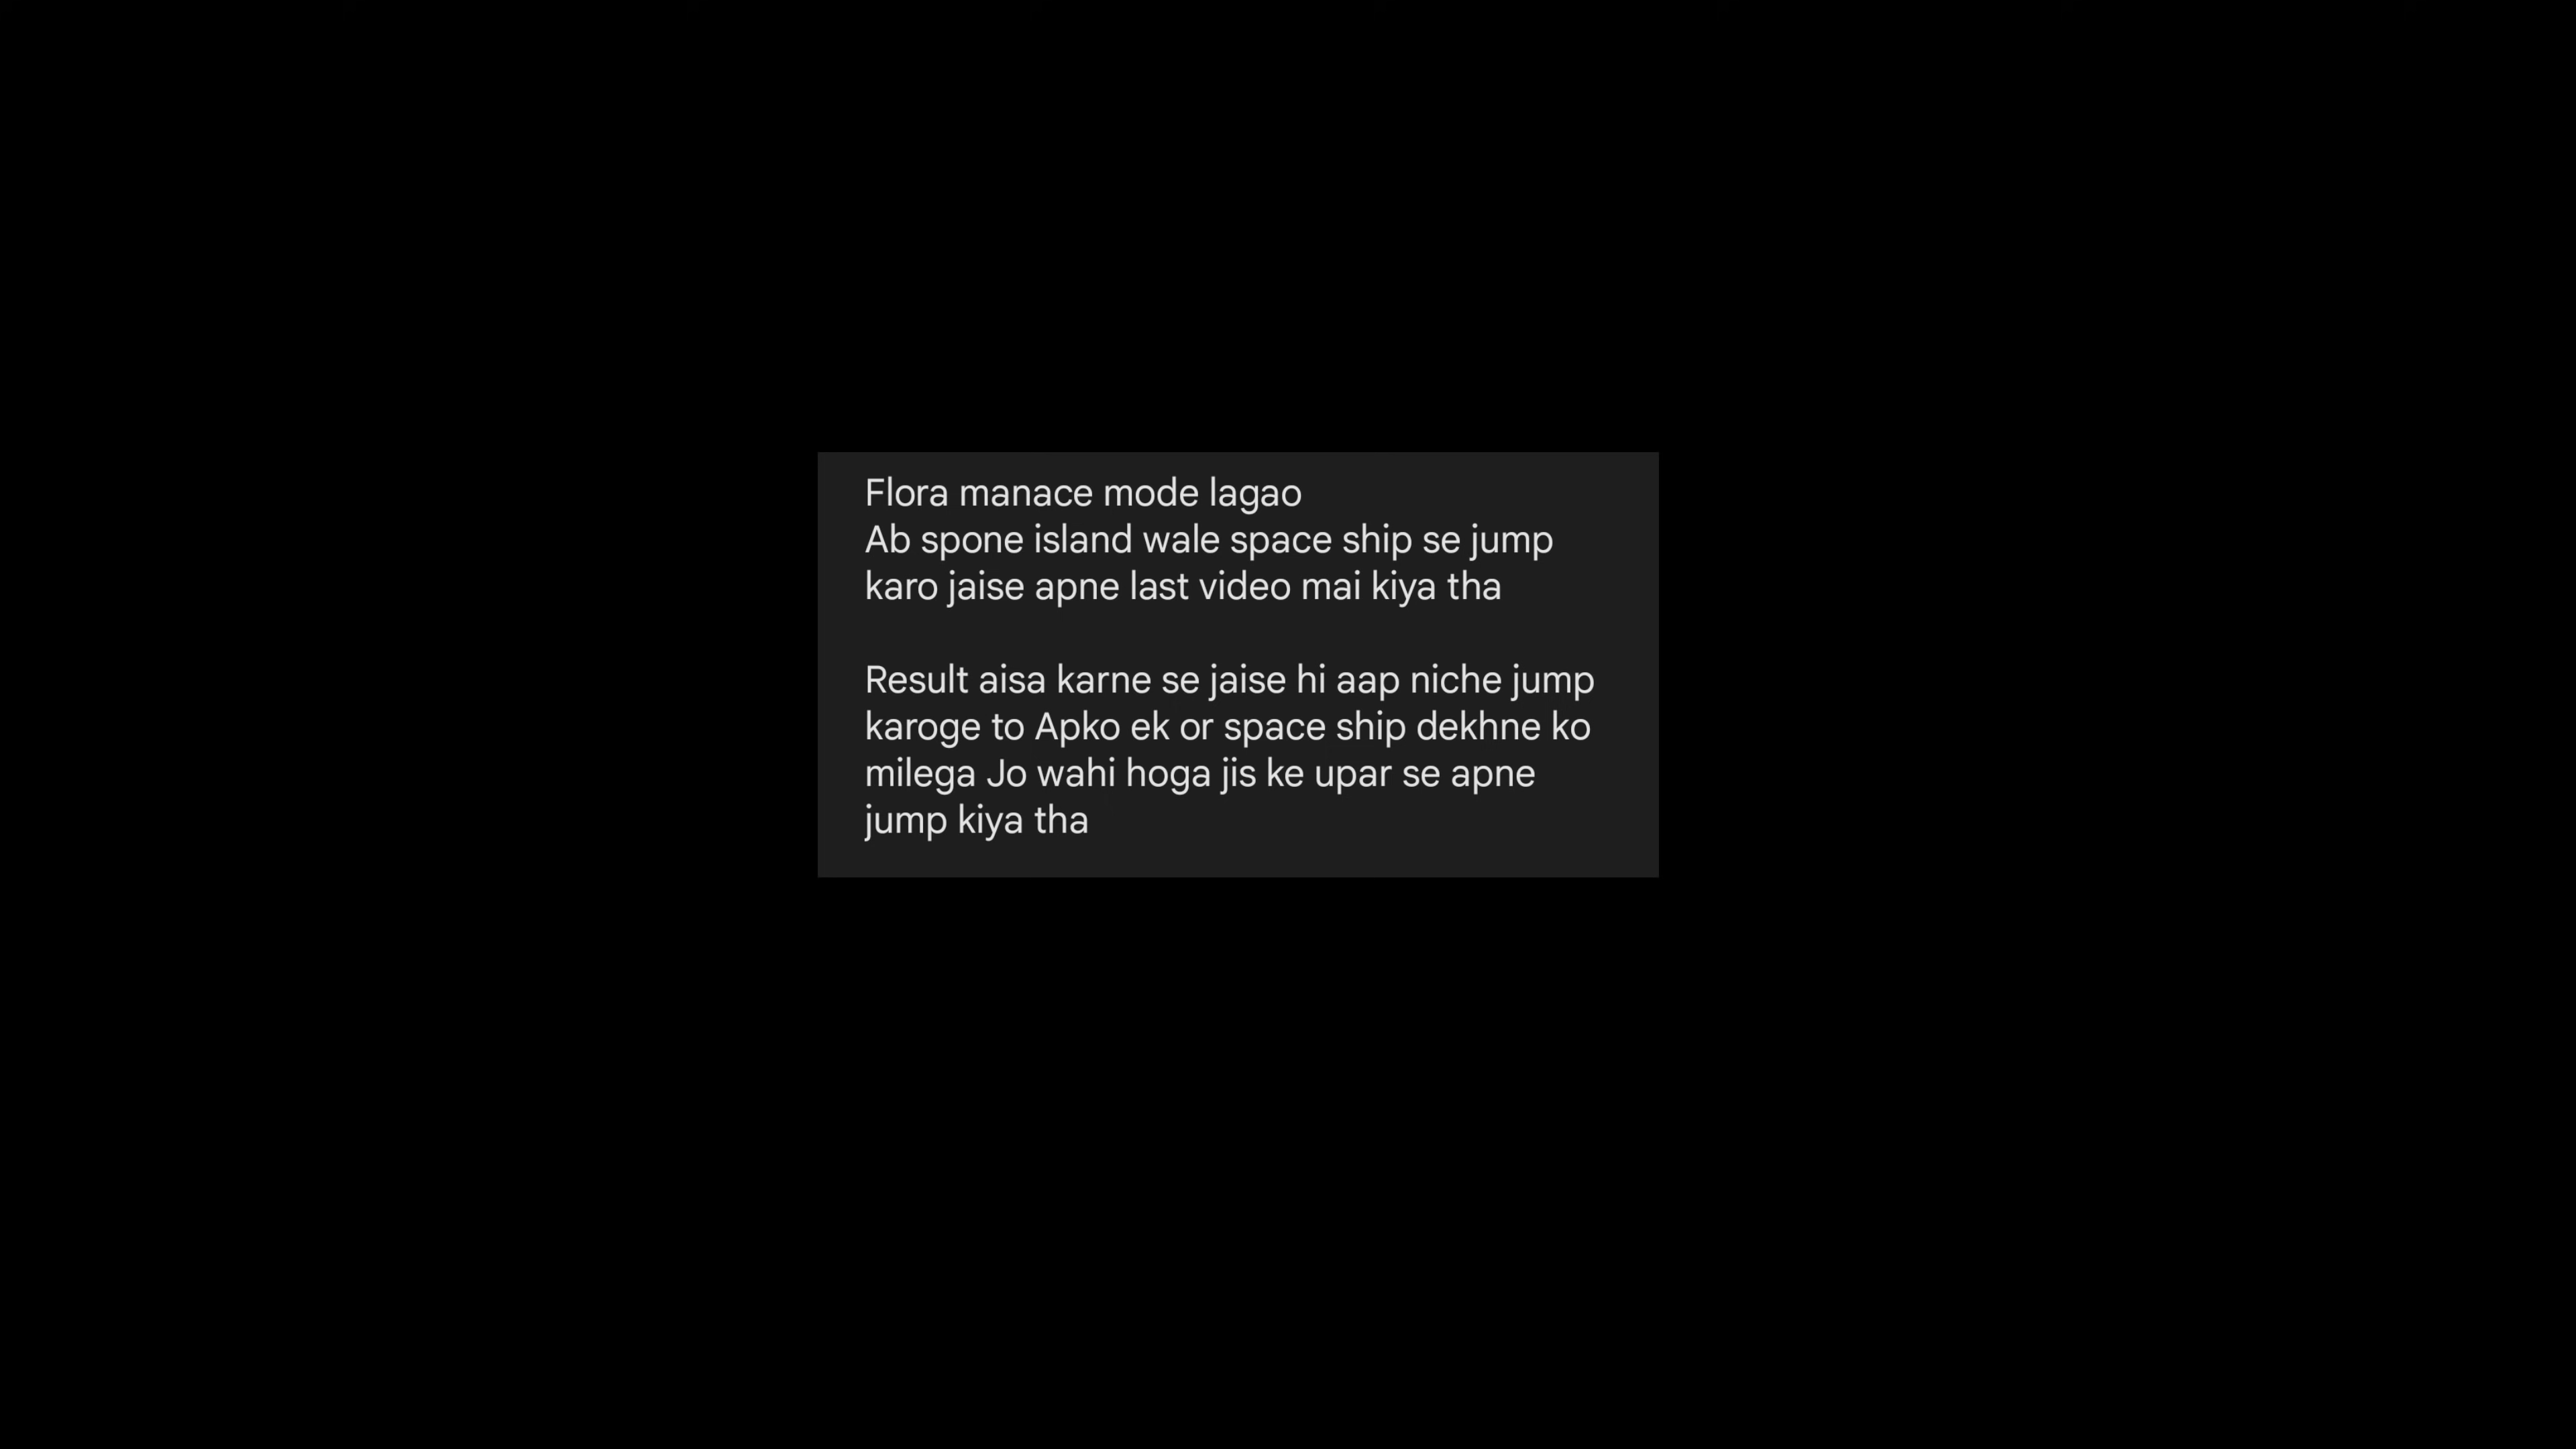 Flora manace mode lagao
Ab spone island wale space ship se jump
karo jaise apne last video mai kiya tha
Result aisa karne se jaise hi aap niche jump
karoge to Apko ek or space ship dekhne ko
milega Jo wahi hoga jis ke upar se apne
jump kiya tha